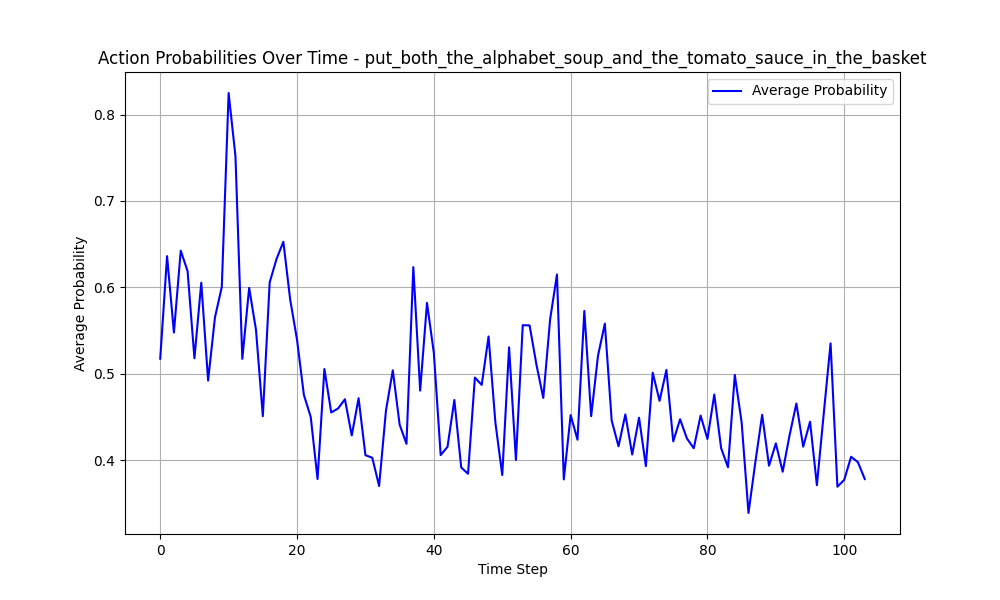 Action Probabilities Over Time - put_both_the_alphabet_soup_and_the_tomato_sauce_in_the_basket
Average Probability
0.8
0.7
0.6
0.5
0.4
Average Probability
0
20
40
60
80
100
Time Step